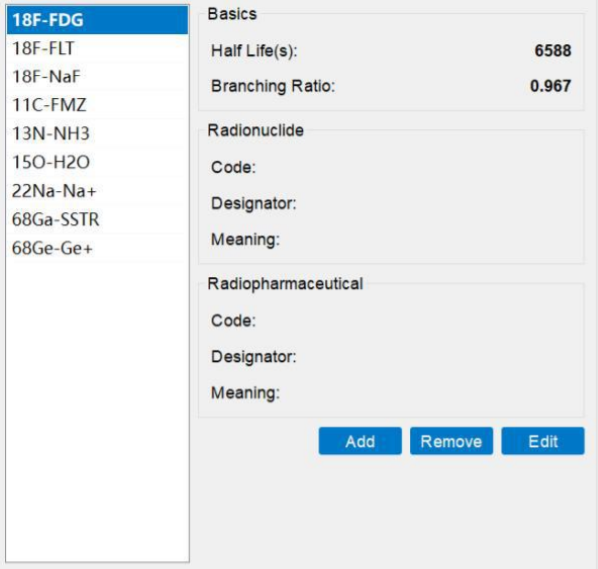 18F-FDG
18F-FLT
18F-NaF
11C-FMZ
13N-NH3
15O-H2O
22Na-Na+
68Ga-SSTR
68Ge-Ge+
Basics
Half Life(s): 6588
Branching Ratio: 0.967
Radionuclide
Code:
Designator:
Meaning:
Radiopharmaceutical
Code:
Designator:
Meaning:
Add Remove Edit